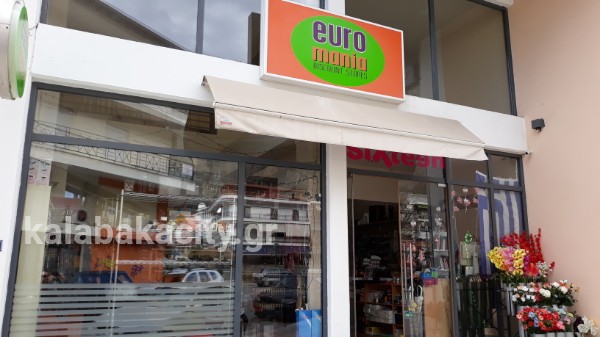 euro
mania
DISCOUNT STORES
sixteen
kalabakacity.gr